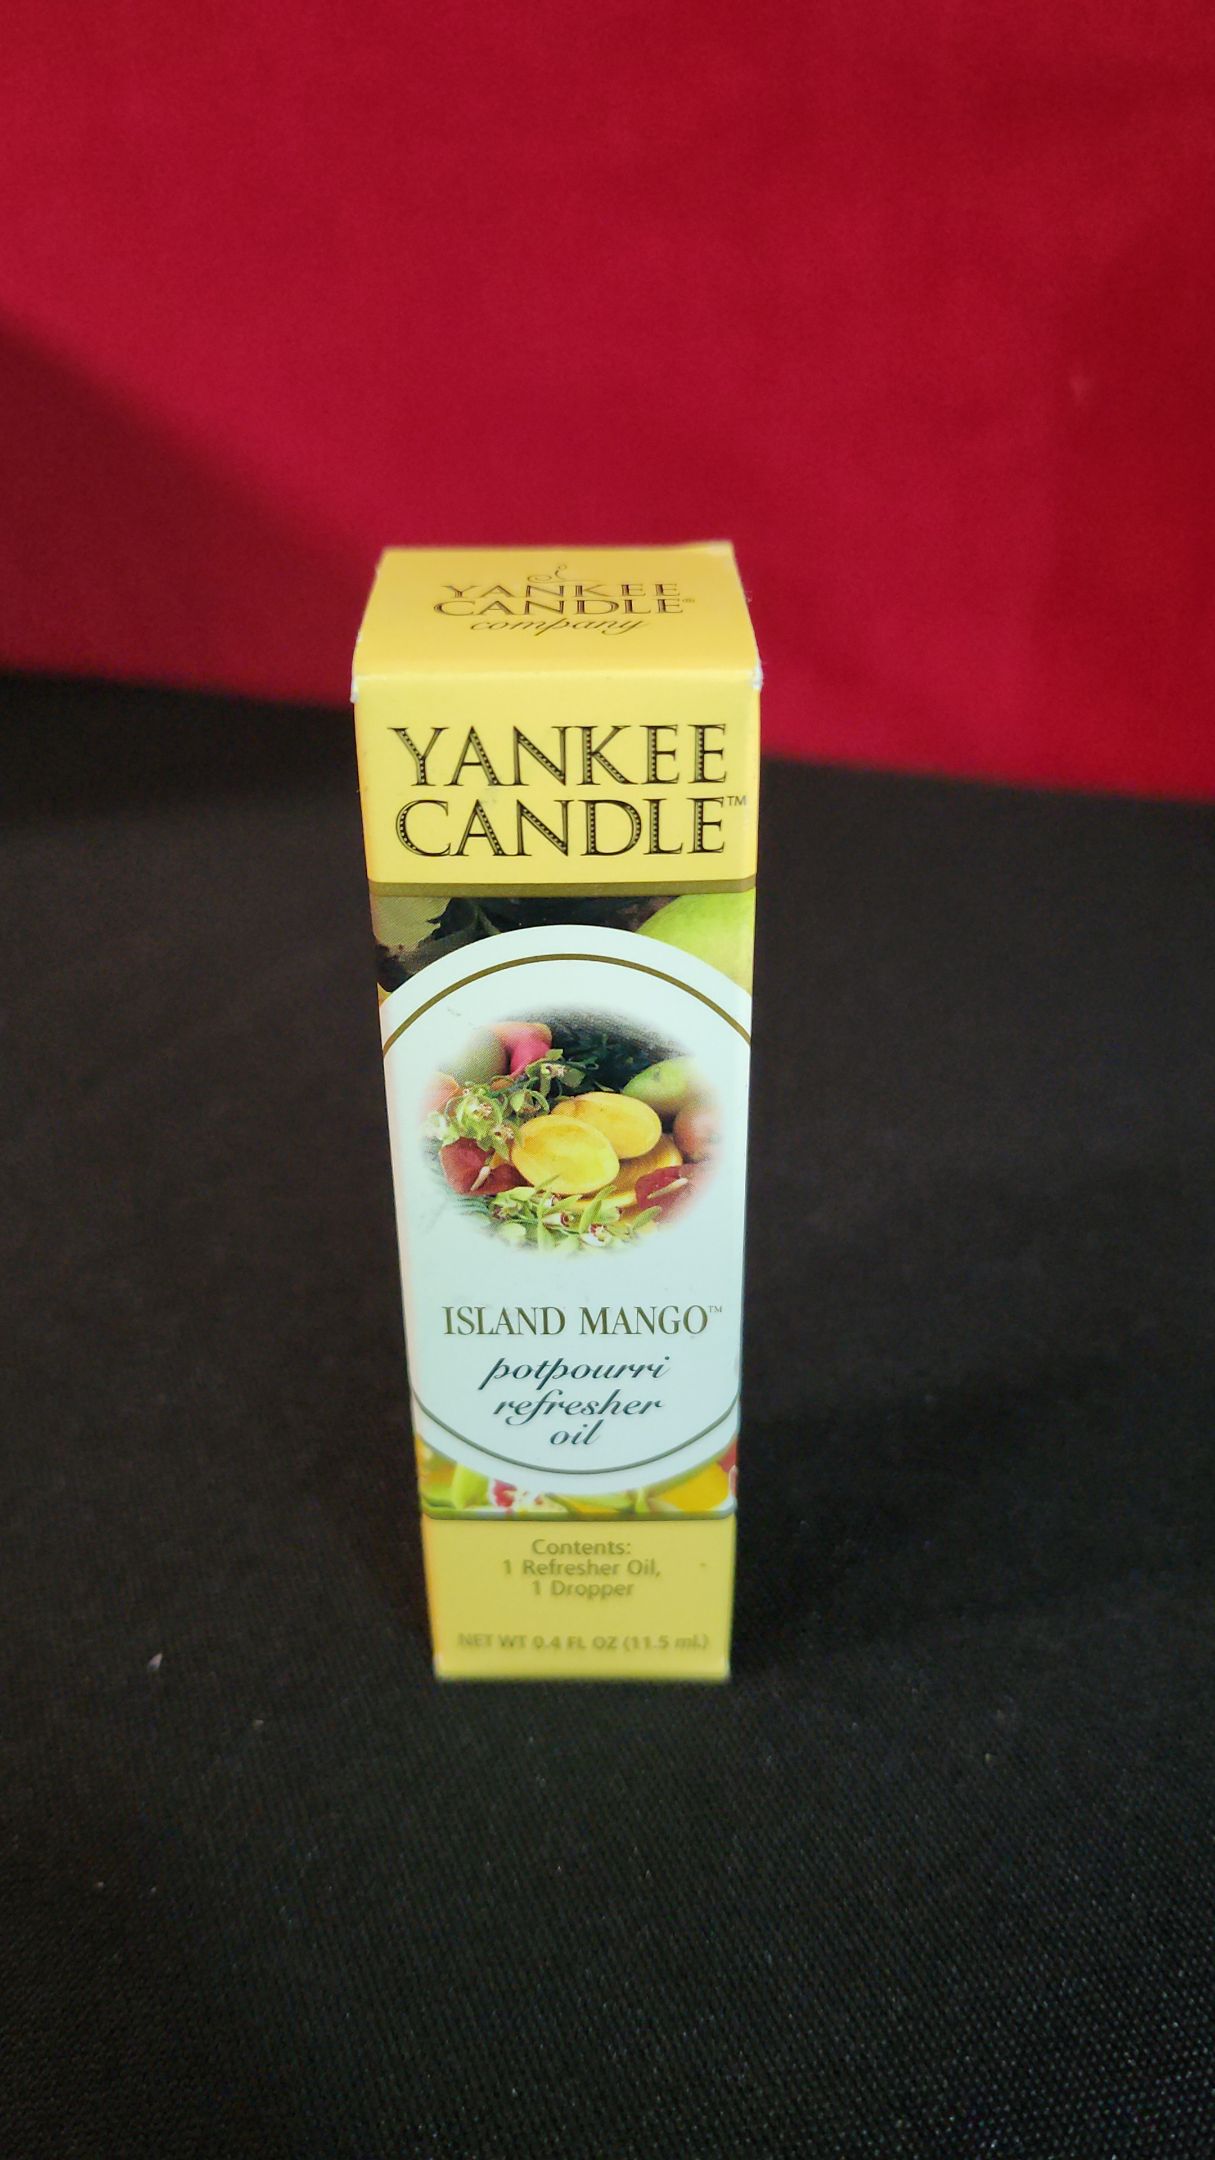 YANKEE
CANDLE®
company
YANKEE
CANDLE™
ISLAND MANGO™
potpourri
refresher
oil
Contents:
1 Refresher Oil,
1 Dropper
NET WT 0.4 FL OZ (11.5 ml.)